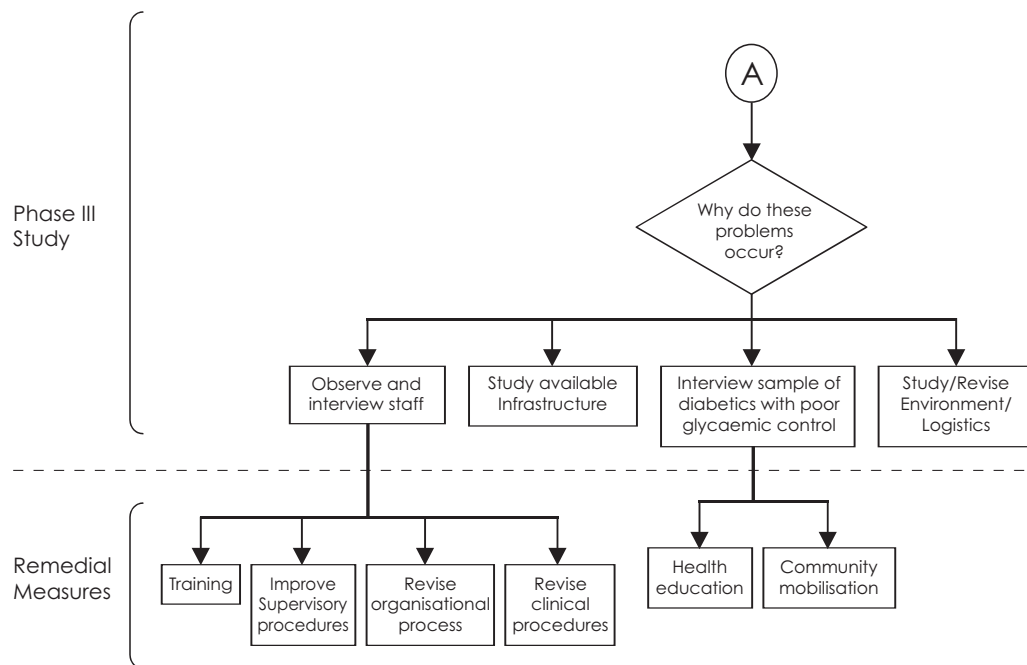 A
Why do these
problems
occur?
Phase III
Study
Observe and
interview staff
Study available
Infrastructure
Interview sample of
diabetics with poor
glycaemic control
Study/Revise
Environment/
Logistics
Remedial
Measures
Training
Improve
Supervisory
procedures
Revise
organisational
process
Revise
clinical
procedures
Health
education
Community
mobilisation